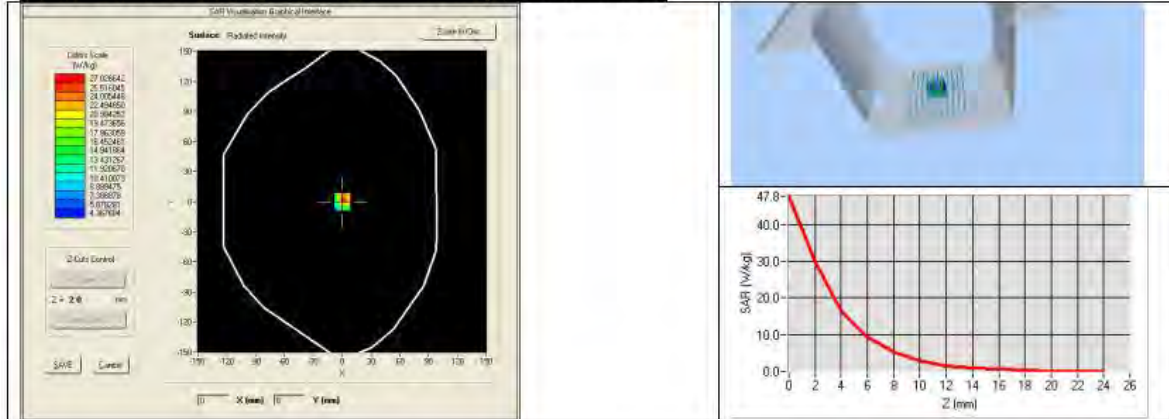 SAR Visualisation Graphical Interface
Surface: Radiated Intensity
Zoom In/Out
Colors Scale
(W/kg)
27.026642
25.516045
24.005448
22.494850
20.984253
19.473656
17.963059
16.452461
14.941864
13.431267
11.920670
10.410073
8.899475
7.388878
5.878281
4.367684
150-
120-
90-
60-
30-
0-
-30-
-60-
-90-
-120-
-150-
Y
-150 -120 -90 -60 -30 0 30 60 90 120 150
X
Z-Cuts Control
Z = 2.0 mm
SAVE Cancel
0 X (mm) 0 Y (mm)
47.8-
40.0-
30.0-
20.0-
10.0-
0.0-
SAR (W/kg)
0 2 4 6 8 10 12 14 16 18 20 22 24 26
Z (mm)